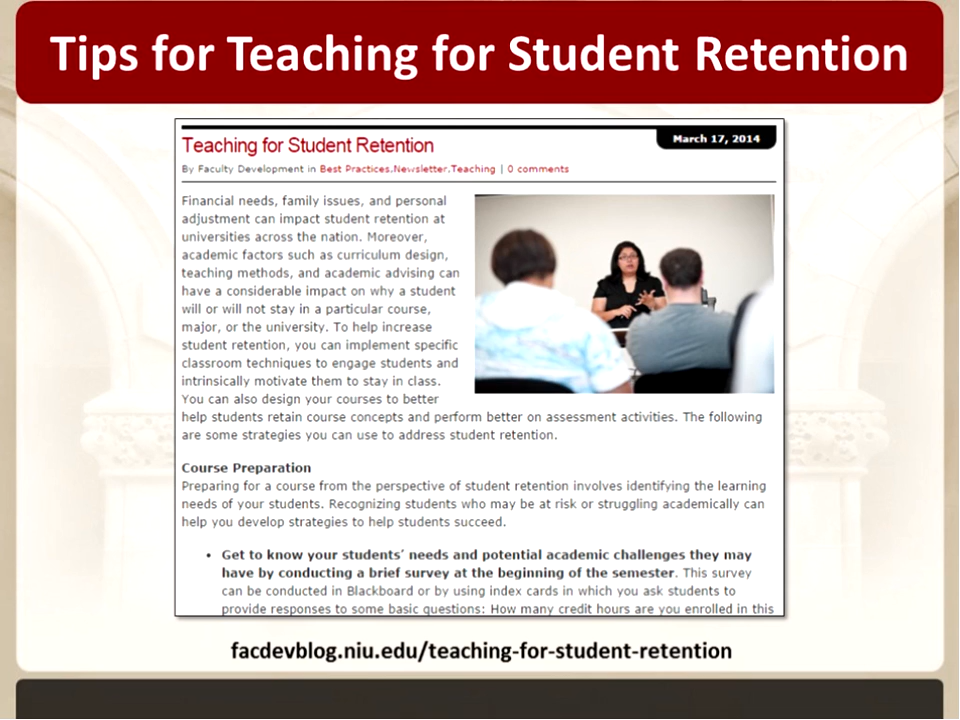 Tips for Teaching for Student Retention
March 17, 2014
Teaching for Student Retention
By Faculty Development in Best Practices,Newsletter,Teaching | 0 comments
Financial needs, family issues, and personal
adjustment can impact student retention at
universities across the nation. Moreover,
academic factors such as curriculum design,
teaching methods, and academic advising can
have a considerable impact on why a student
will or will not stay in a particular course,
major, or the university. To help increase
student retention, you can implement specific
classroom techniques to engage students and
intrinsically motivate them to stay in class.
You can also design your courses to better
help students retain course concepts and perform better on assessment activities. The following
are some strategies you can use to address student retention.
Course Preparation
Preparing for a course from the perspective of student retention involves identifying the learning
needs of your students. Recognizing students who may be at risk or struggling academically can
help you develop strategies to help students succeed.
• Get to know your students' needs and potential academic challenges they may
have by conducting a brief survey at the beginning of the semester. This survey
can be conducted in Blackboard or by using index cards in which you ask students to
provide responses to some basic questions: How many credit hours are you enrolled in this
facdevblog.niu.edu/teaching-for-student-retention